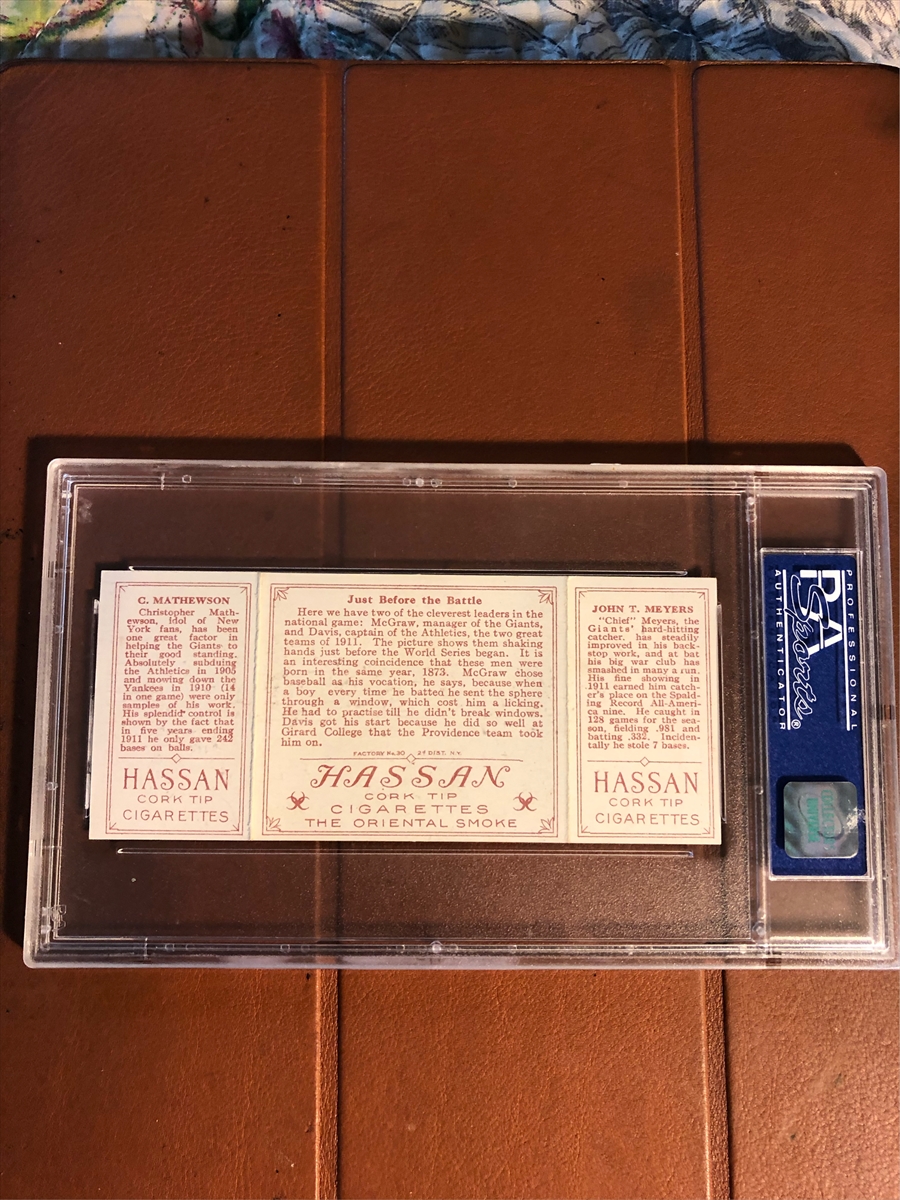 C. MATHEWSON
Christopher Math-
ewson, idol of New
York fans, has been
one great factor in
helping the Giants to
their good standing.
Absolutely subduing
the Athletics in 1905
and mowing down the
Yankees in 1910 (14
in one game) were only
samples of his work.
His splendid control is
shown by the fact that
in five years ending
1911 he only gave 242
bases on balls.
HASSAN
CORK TIP
CIGARETTES
Just Before the Battle
Here we have two of the cleverest leaders in the
national game: McGraw, manager of the Giants,
and Davis, captain of the Athletics, the two great
teams of 1911. The picture shows them shaking
hands just before the World Series began. It is
an interesting coincidence that these men were
born in the same year, 1873. McGraw chose
baseball as his vocation, he says, because when
a boy every time he batted he sent the sphere
through a window, which cost him a licking.
He had to practise till he didn't break windows.
Davis got his start because he did so well at
Girard College that the Providence team took
him on.
FACTORY No. 30 2d DIST. N.Y.
HASSAN
CORK TIP
CIGARETTES
THE ORIENTAL SMOKE
JOHN T. MEYERS
"Chief" Meyers, the
Giants' hard-hitting
catcher, has steadily
improved in his back-
stop work, and at bat
his big war club has
smashed in many a run.
His fine showing in
1911 earned him catch-
er's place on the Spald-
ing Record All-Ameri-
ca nine. He caught in
128 games for the sea-
son, fielding .981 and
batting .332. Inciden-
tally he stole 7 bases.
HASSAN
CORK TIP
CIGARETTES
PROFESSIONAL
PSA
Sports®
AUTHENTICATOR